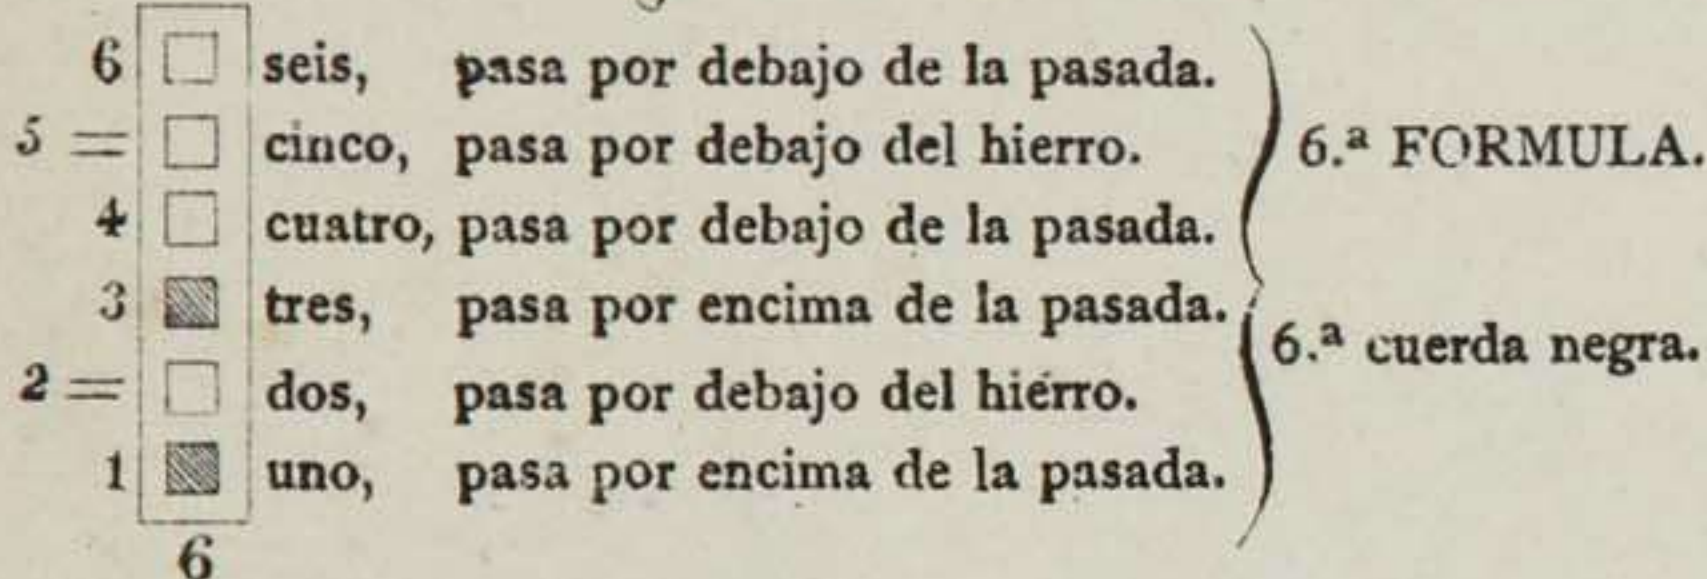 6 seis, pasa por debajo de la pasada.
5 = cinco, pasa por debajo del hierro.
6.ª FORMULA.
4 cuatro, pasa por debajo de la pasada.
3 tres, pasa por encima de la pasada.
6.ª cuerda negra.
2 = dos, pasa por debajo del hierro.
1 uno, pasa por encima de la pasada.
6